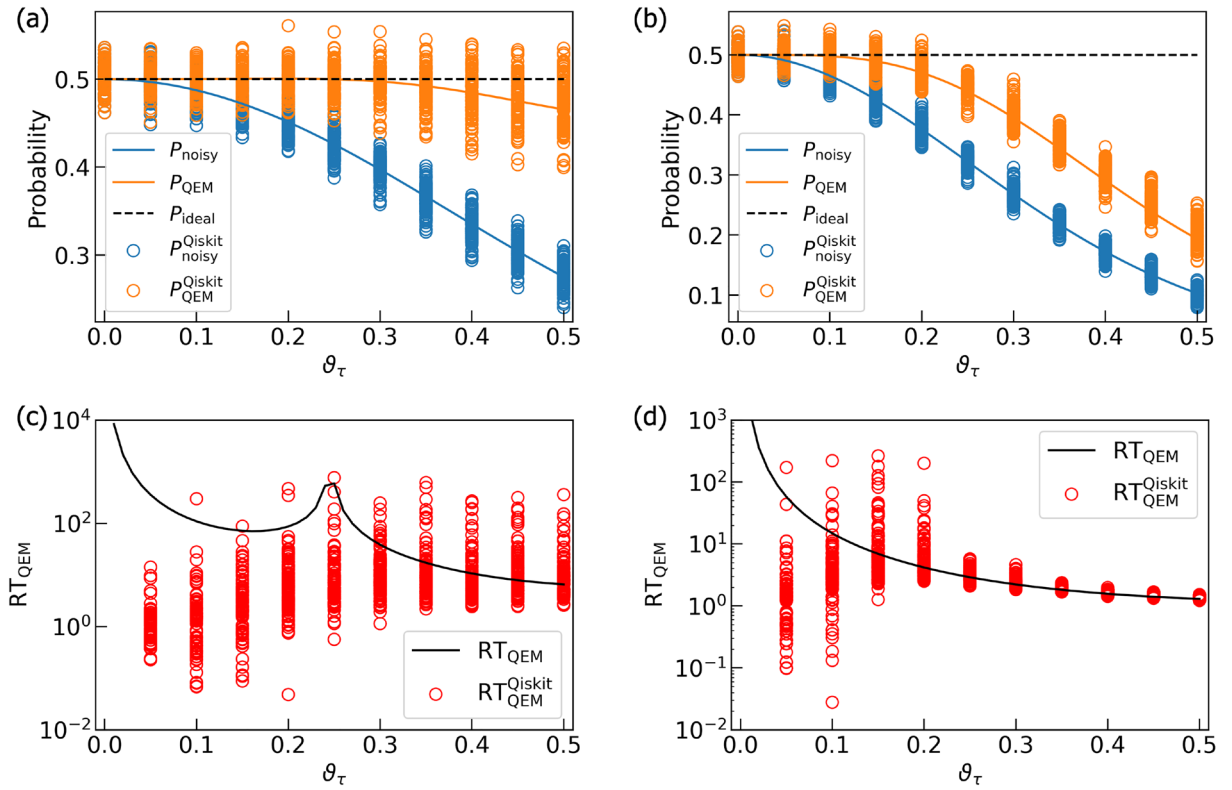 (a)
Probability
0.5
0.4
0.3
P_noisy
P_QEM
P_ideal
P_noisy^Qiskit
P_QEM^Qiskit
0.0 0.1 0.2 0.3 0.4 0.5
ϑ_τ
(b)
Probability
0.5
0.4
0.3
0.2
0.1
P_noisy
P_QEM
P_ideal
P_noisy^Qiskit
P_QEM^Qiskit
0.0 0.1 0.2 0.3 0.4 0.5
ϑ_τ
(c)
RT_QEM
10^4
10^2
10^0
10^−2
RT_QEM
RT_QEM^Qiskit
0.0 0.1 0.2 0.3 0.4 0.5
ϑ_τ
(d)
RT_QEM
10^3
10^2
10^1
10^0
10^−1
10^−2
RT_QEM
RT_QEM^Qiskit
0.0 0.1 0.2 0.3 0.4 0.5
ϑ_τ